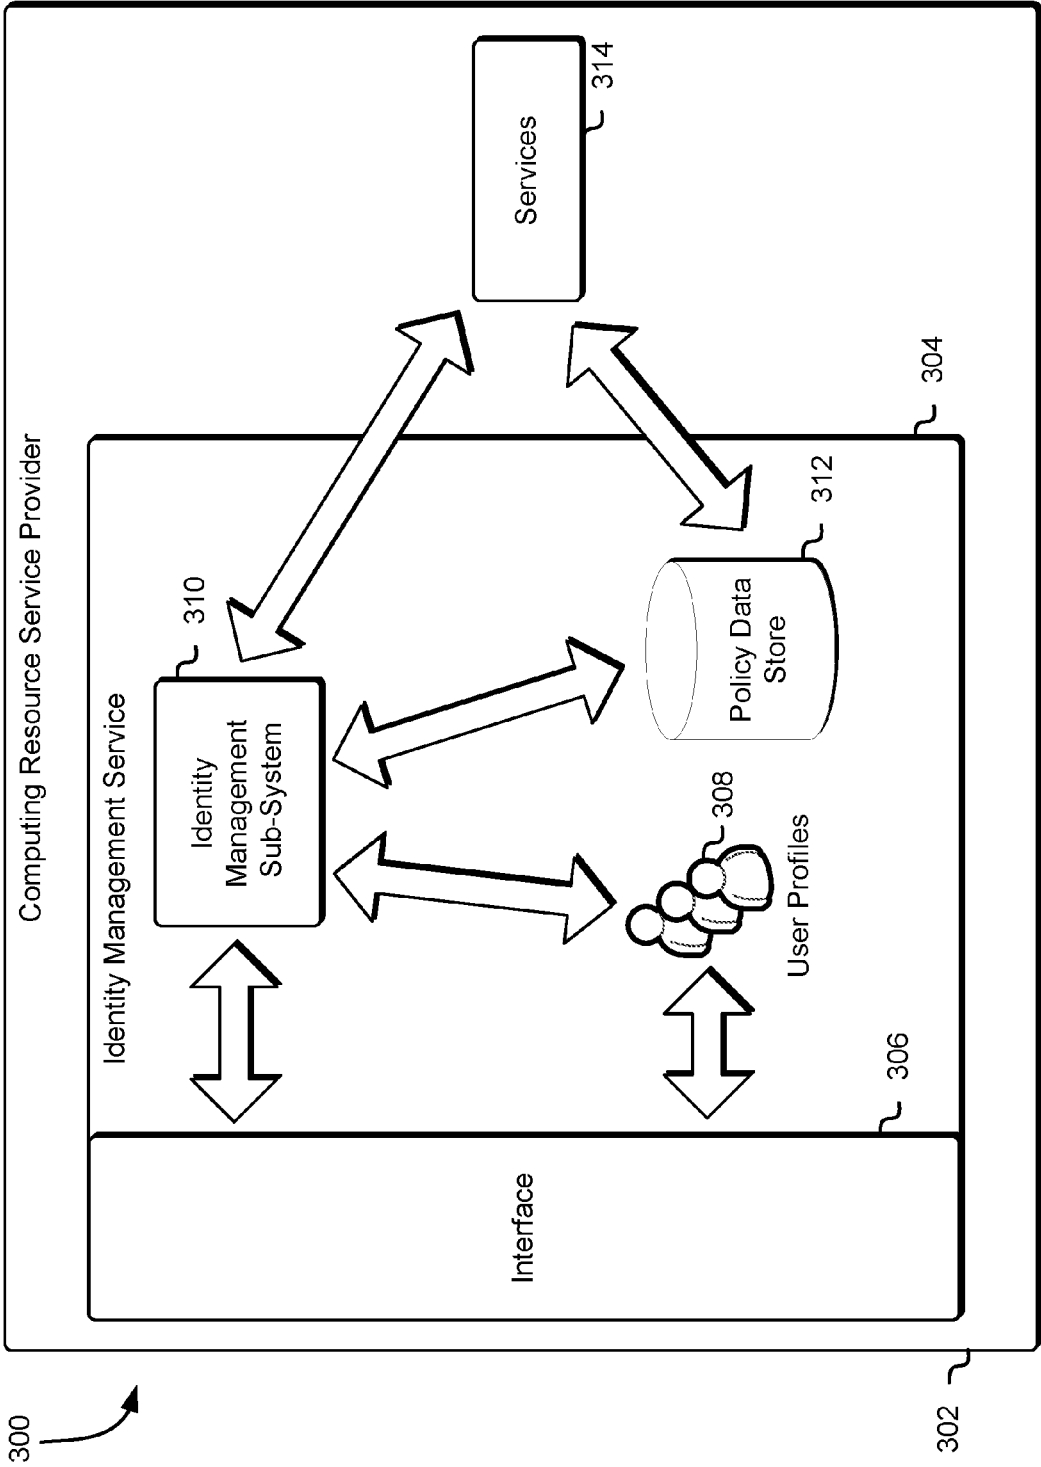 300
Computing Resource Service Provider
Identity Management Service
310
Identity
Management
Sub-System
Services
314
Interface
306
308
User Profiles
Policy Data
Store
312
304
302